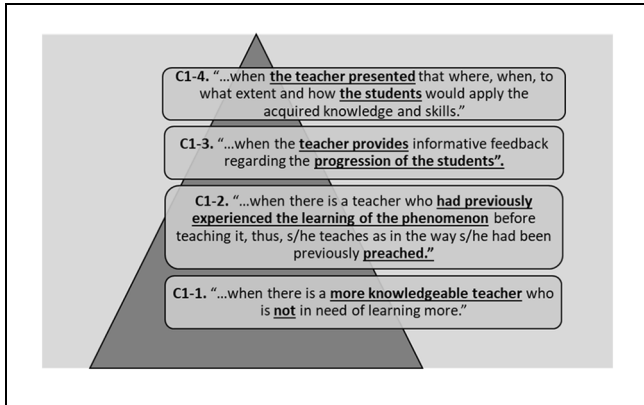 C1-4. “...when the teacher presented that where, when, to
what extent and how the students would apply the
acquired knowledge and skills.”
C1-3. “...when the teacher provides informative feedback
regarding the progression of the students”.
C1-2. “...when there is a teacher who had previously
experienced the learning of the phenomenon before
teaching it, thus, s/he teaches as in the way s/he had been
previously preached.”
C1-1. “...when there is a more knowledgeable teacher who
is not in need of learning more.”